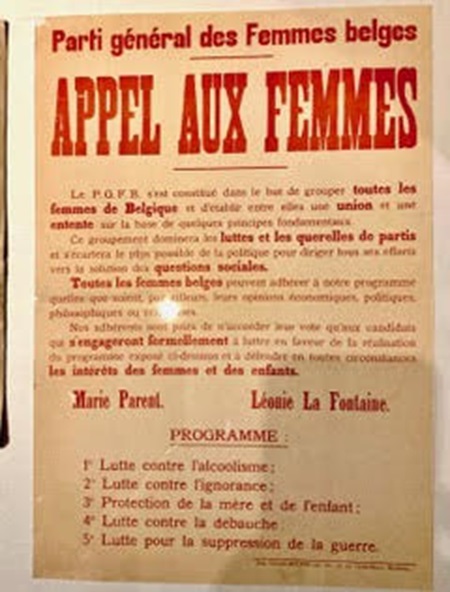 Parti général des Femmes belges
APPEL AUX FEMMES
Le P.G.F.B. s'est constitué dans le but de grouper toutes les
femmes de Belgique et d'établir entre elles une union et une
entente sur la base de quelques principes fondamentaux.
Ce groupement dominera les luttes et les querelles de partis
et s'écartera le plus possible de la politique pour diriger tous ses efforts
vers la solution des questions sociales.
Toutes les femmes belges peuvent adhérer à notre programme
quelles que soient, par ailleurs, leurs opinions économiques, politiques,
philosophiques ou
Nos adhérents sont priés de n'accorder leur vote qu'aux candidats
qui s'engageront formellement à lutter en faveur de la réalisation
du programme exposé ci-dessous et à défendre en toutes circonstances
les intérêts des femmes et des enfants.
Marie Parent. Léonie La Fontaine.
PROGRAMME :
1° Lutte contre l'alcoolisme;
2° Lutte contre l'ignorance;
3° Protection de la mère et de l'enfant;
4° Lutte contre la débauche;
5° Lutte pour la suppression de la guerre.